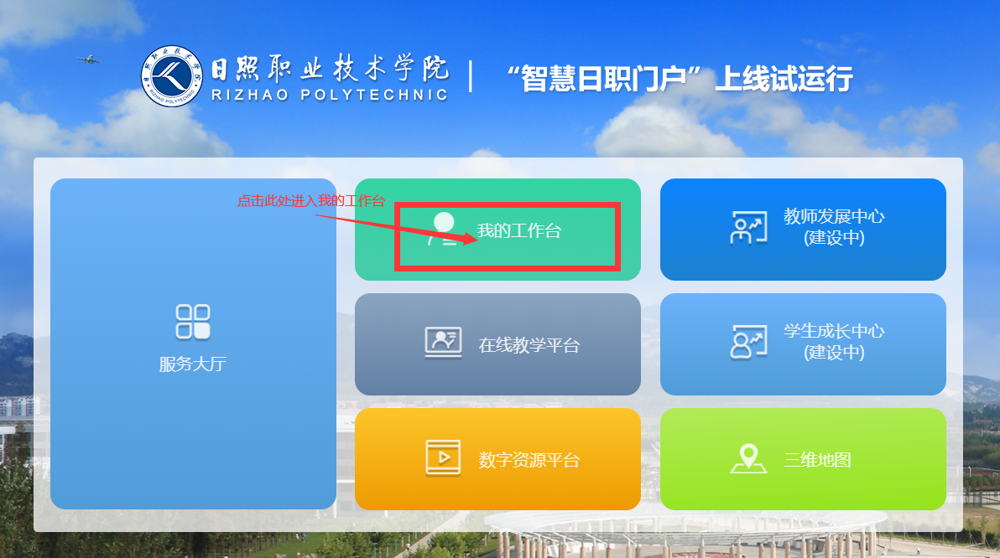 日照职业技术学院
RIZHAO POLYTECHNIC
“智慧日职门户”上线试运行
点击此处进入我的工作台
服务大厅
我的工作台
教师发展中心
(建设中)
在线教学平台
学生成长中心
(建设中)
数字资源平台
三维地图